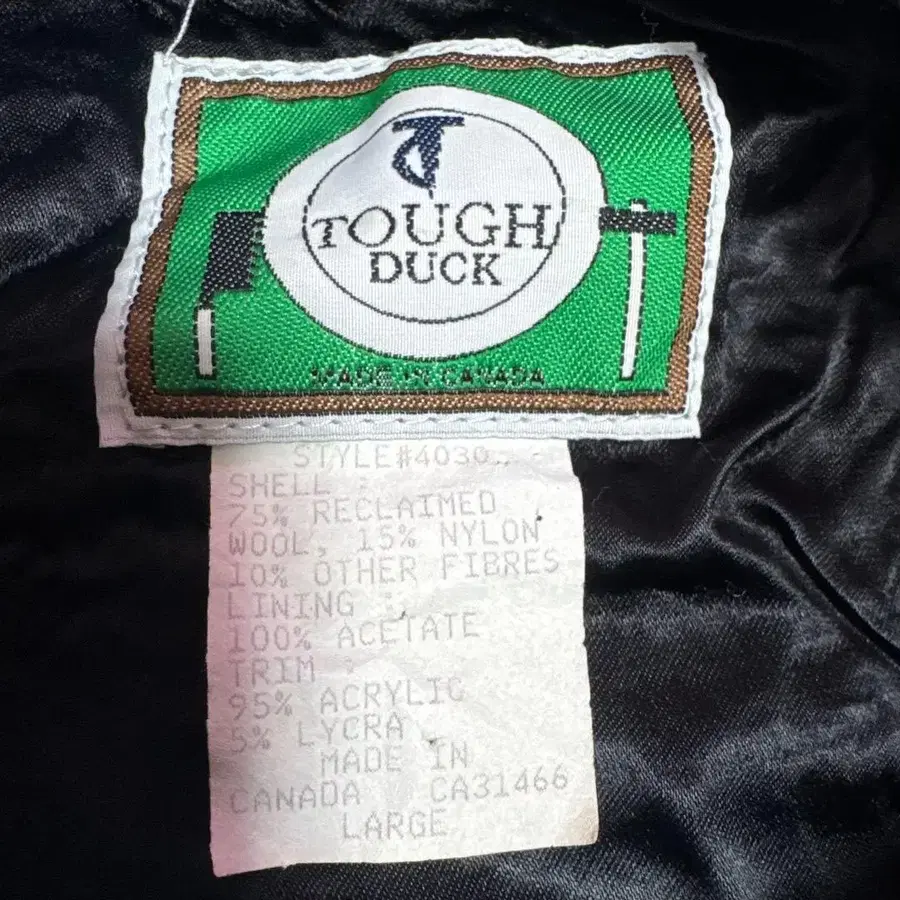 TOUGH
DUCK
MADE IN CANADA
STYLE#4030
SHELL :
75% RECLAIMED
WOOL, 15% NYLON
10% OTHER FIBRES
LINING :
100% ACETATE
TRIM :
95% ACRYLIC
5% LYCRA
MADE IN
CANADA CA31466
LARGE